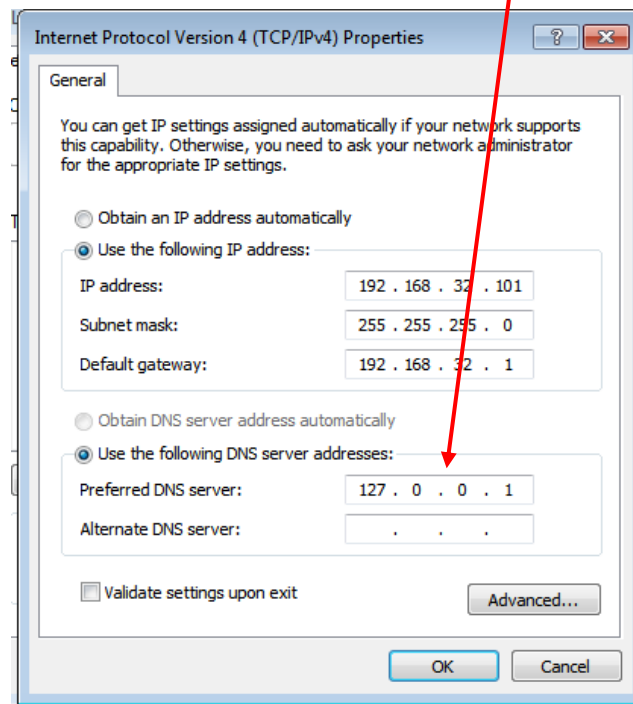 Internet Protocol Version 4 (TCP/IPv4) Properties
General
You can get IP settings assigned automatically if your network supports
this capability. Otherwise, you need to ask your network administrator
for the appropriate IP settings.
Obtain an IP address automatically
Use the following IP address:
IP address: 192 . 168 . 32 . 101
Subnet mask: 255 . 255 . 255 . 0
Default gateway: 192 . 168 . 32 . 1
Obtain DNS server address automatically
Use the following DNS server addresses:
Preferred DNS server: 127 . 0 . 0 . 1
Alternate DNS server: . . .
Validate settings upon exit
Advanced...
OK Cancel